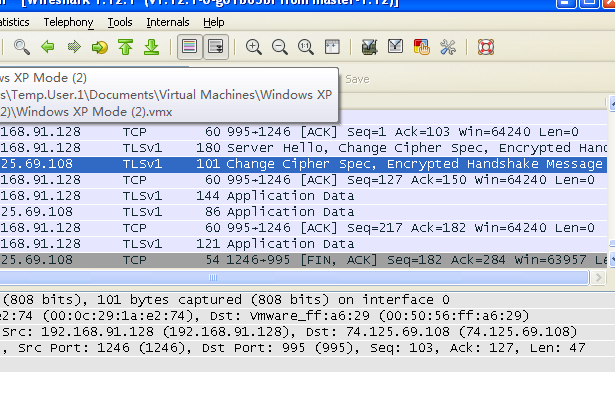 [Wireshark 1.12.1
atistics Telephony Tools Internals Help
ws XP Mode (2)
s\Temp.User.1\Documents\Virtual Machines\Windows XP
2)\Windows XP Mode (2).vmx
Save
168.91.128 TCP 60 995→1246 [ACK] Seq=1 Ack=103 Win=64240 Len=0
168.91.128 TLSv1 180 Server Hello, Change Cipher Spec, Encrypted Hand
25.69.108 TLSv1 101 Change Cipher Spec, Encrypted Handshake Message
168.91.128 TCP 60 995→1246 [ACK] Seq=127 Ack=150 Win=64240 Len=0
168.91.128 TLSv1 144 Application Data
25.69.108 TLSv1 86 Application Data
168.91.128 TCP 60 995→1246 [ACK] Seq=217 Ack=182 Win=64240 Len=0
168.91.128 TLSv1 121 Application Data
25.69.108 TCP 54 1246→995 [FIN, ACK] Seq=182 Ack=284 Win=63957 L
(808 bits), 101 bytes captured (808 bits) on interface 0
e2:74 (00:0c:29:1a:e2:74), Dst: Vmware_ff:a6:29 (00:50:56:ff:a6:29)
Src: 192.168.91.128 (192.168.91.128), Dst: 74.125.69.108 (74.125.69.108)
, Src Port: 1246 (1246), Dst Port: 995 (995), Seq: 103, Ack: 127, Len: 47